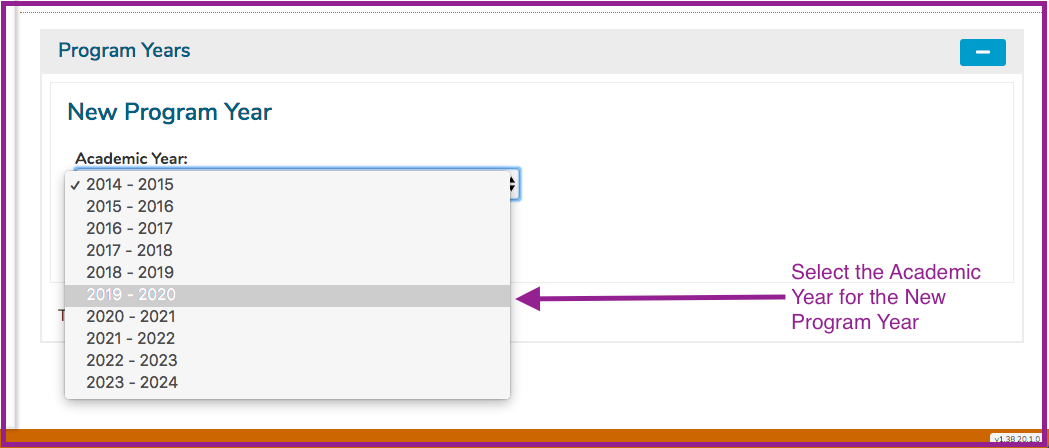 Program Years
New Program Year
Academic Year:
✓ 2014 - 2015
2015 - 2016
2016 - 2017
2017 - 2018
2018 - 2019
2019 - 2020
2020 - 2021
2021 - 2022
2022 - 2023
2023 - 2024
Select the Academic
Year for the New
Program Year
T
v1.38.20.1.0